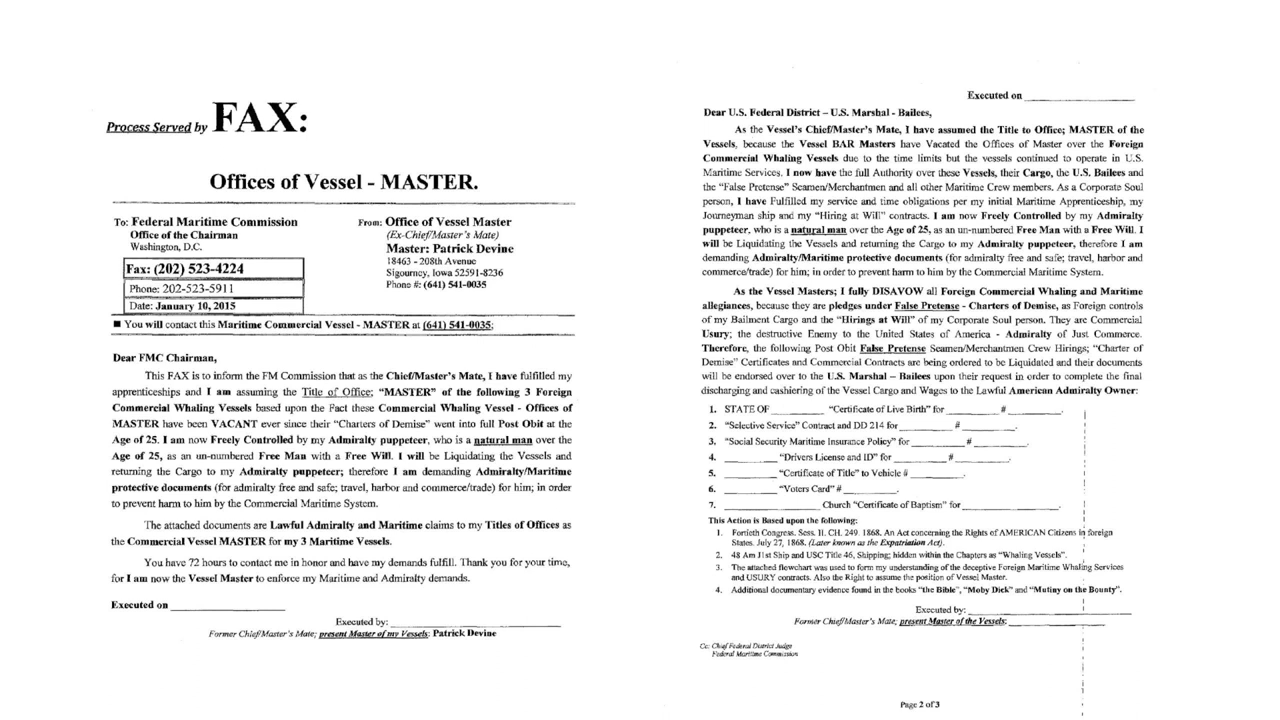 Process Served by FAX:
Offices of Vessel - MASTER.
To: Federal Maritime Commission
Office of the Chairman
Washington, D.C.
Fax: (202) 523-4224
Phone: 202-523-5911
Date: January 10, 2015
From: Office of Vessel Master
(Ex-Chief/Master's Mate)
Master: Patrick Devine
18463 - 208th Avenue
Sigourney, Iowa 52591-8236
Phone #: (641) 541-0035
■ You will contact this Maritime Commercial Vessel - MASTER at (641) 541-0035;
Dear FMC Chairman,
This FAX is to inform the FM Commission that as the Chief/Master's Mate, I have fulfilled my
apprenticeships and I am assuming the Title of Office; "MASTER" of the following 3 Foreign
Commercial Whaling Vessels based upon the Fact these Commercial Whaling Vessel - Offices of
MASTER have been VACANT ever since their "Charters of Demise" went into full Post Obit at the
Age of 25. I am now Freely Controlled by my Admiralty puppeteer, who is a natural man over the
Age of 25, as an un-numbered Free Man with a Free Will. I will be Liquidating the Vessels and
returning the Cargo to my Admiralty puppeteer; therefore I am demanding Admiralty/Maritime
protective documents (for admiralty free and safe; travel, harbor and commerce/trade) for him; in order
to prevent harm to him by the Commercial Maritime System.
The attached documents are Lawful Admiralty and Maritime claims to my Titles of Offices as
the Commercial Vessel MASTER for my 3 Maritime Vessels.
You have 72 hours to contact me in honor and have my demands fulfill. Thank you for your time,
for I am now the Vessel Master to enforce my Maritime and Admiralty demands.
Executed on
Executed by:
Former Chief/Master's Mate; present Master of my Vessels: Patrick Devine
Executed on
Dear U.S. Federal District – U.S. Marshal - Bailees,
As the Vessel's Chief/Master's Mate, I have assumed the Title to Office; MASTER of the
Vessels, because the Vessel BAR Masters have Vacated the Offices of Master over the Foreign
Commercial Whaling Vessels due to the time limits but the vessels continued to operate in U.S.
Maritime Services. I now have the full Authority over these Vessels, their Cargo, the U.S. Bailees and
the "False Pretense" Seamen/Merchantmen and all other Maritime Crew members. As a Corporate Soul
person, I have Fulfilled my service and time obligations per my initial Maritime Apprenticeship, my
Journeyman ship and my "Hiring at Will" contracts. I am now Freely Controlled by my Admiralty
puppeteer, who is a natural man over the Age of 25, as an un-numbered Free Man with a Free Will. I
will be Liquidating the Vessels and returning the Cargo to my Admiralty puppeteer, therefore I am
demanding Admiralty/Maritime protective documents (for admiralty free and safe; travel, harbor and
commerce/trade) for him; in order to prevent harm to him by the Commercial Maritime System.
As the Vessel Masters; I fully DISAVOW all Foreign Commercial Whaling and Maritime
allegiances, because they are pledges under False Pretense - Charters of Demise, as Foreign controls
of my Bailment Cargo and the "Hirings at Will" of my Corporate Soul person. They are Commercial
Usury; the destructive Enemy to the United States of America - Admiralty of Just Commerce.
Therefore, the following Post Obit False Pretense Seamen/Merchantmen Crew Hirings; "Charter of
Demise" Certificates and Commercial Contracts are being ordered to be Liquidated and their documents
will be endorsed over to the U.S. Marshal – Bailees upon their request in order to complete the final
discharging and cashiering of the Vessel Cargo and Wages to the Lawful American Admiralty Owner:
1. STATE OF __________ "Certificate of Live Birth" for __________ # __________.
2. "Selective Service" Contract and DD 214 for __________ # __________.
3. "Social Security Maritime Insurance Policy" for __________ # __________.
4. __________ "Drivers License and ID" for __________ # __________.
5. __________ "Certificate of Title" to Vehicle # __________.
6. __________ "Voters Card" # __________.
7. __________ Church "Certificate of Baptism" for __________.
This Action is Based upon the following:
1. Fortieth Congress. Sess. II. CH. 249. 1868. An Act concerning the Rights of AMERICAN Citizens in foreign
States. July 27, 1868. (Later known as the Expatriation Act).
2. 48 Am J1st Ship and USC Title 46, Shipping; hidden within the Chapters as "Whaling Vessels".
3. The attached flowchart was used to form my understanding of the deceptive Foreign Maritime Whaling Services
and USURY contracts. Also the Right to assume the position of Vessel Master.
4. Additional documentary evidence found in the books "the Bible", "Moby Dick" and "Mutiny on the Bounty".
Executed by:
Former Chief/Master's Mate; present Master of the Vessels:
Cc: Chief Federal District Judge
Federal Maritime Commission
Page 2 of 3